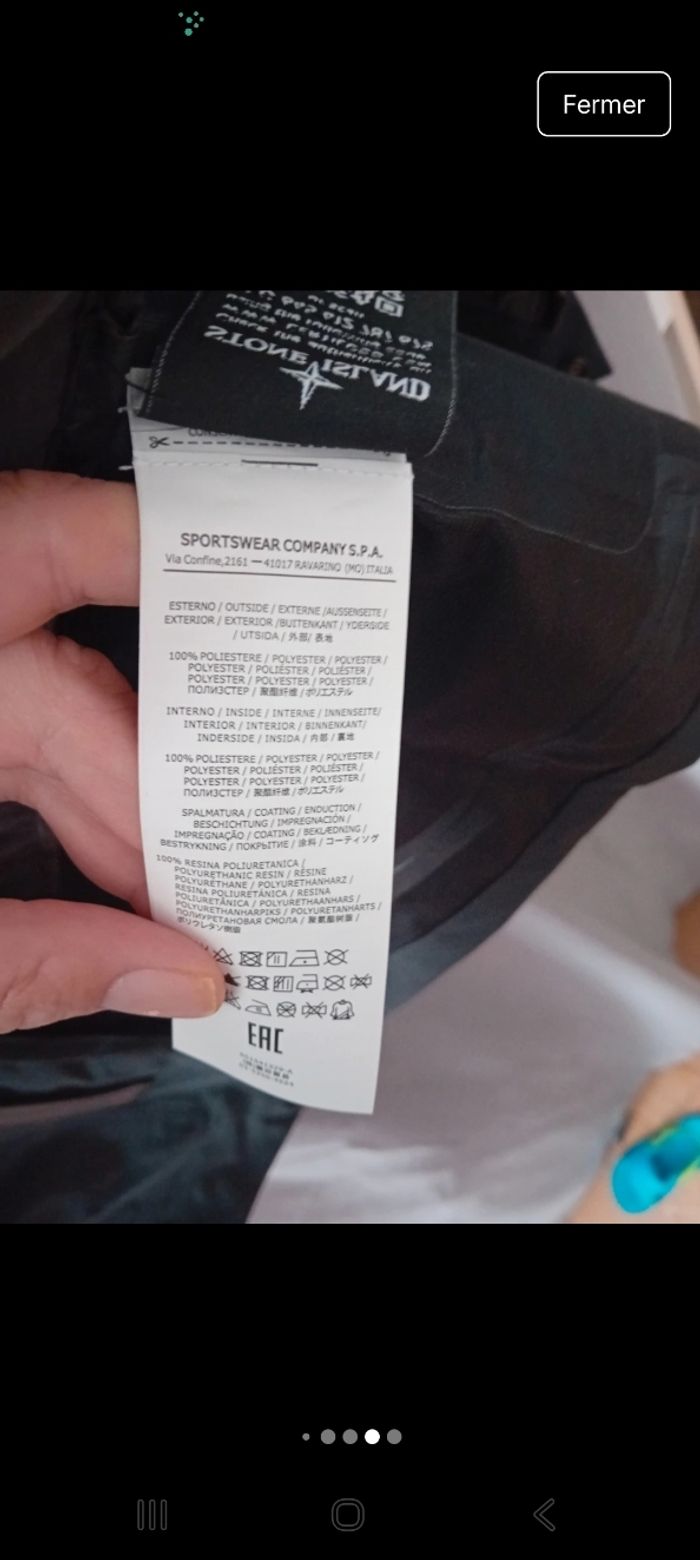 Fermer
STONE ISLAND
SPORTSWEAR COMPANY S.P.A.
Via Confine,2161 — 41017 RAVARINO (MO) ITALIA
ESTERNO / OUTSIDE / EXTERNE /AUSSENSEITE /
EXTERIOR / EXTERIOR /BUITENKANT / YDERSIDE
/ UTSIDA / 外部/ 表地
100% POLIESTERE / POLYESTER / POLYESTER /
POLYESTER / POLIÉSTER / POLIÉSTER /
POLYESTER / POLYESTER / POLYESTER /
ПОЛИЭСТЕР / 聚酯纤维 / ポリエステル
INTERNO / INSIDE / INTERNE / INNENSEITE/
INTERIOR / INTERIOR / BINNENKANT/
INDERSIDE / INSIDA / 内部 / 裏地
100% POLIESTERE / POLYESTER / POLYESTER /
POLYESTER / POLIÉSTER / POLIÉSTER /
POLYESTER / POLYESTER / POLYESTER /
ПОЛИЭСТЕР / 聚酯纤维 / ポリエステル
SPALMATURA / COATING / ENDUCTION /
BESCHICHTUNG / IMPREGNACIÓN /
IMPREGNAÇÃO / COATING / BEKLÆDNING /
BESTRYKNING / ПОКРЫТИЕ / 涂料 / コーティング
100% RESINA POLIURETANICA /
POLYURETHANIC RESIN / RÉSINE
POLYURÉTHANE / POLYURETHANHARZ /
RESINA POLIURETÁNICA / RESINA
POLIURETÂNICA / POLYURETHAANHARS /
POLYURETHANHARPIKS / POLYURETANHARTS /
ПОЛИУРЕТАНОВАЯ СМОЛА / 聚氨酯树脂 /
ポリウレタン樹脂
EAC